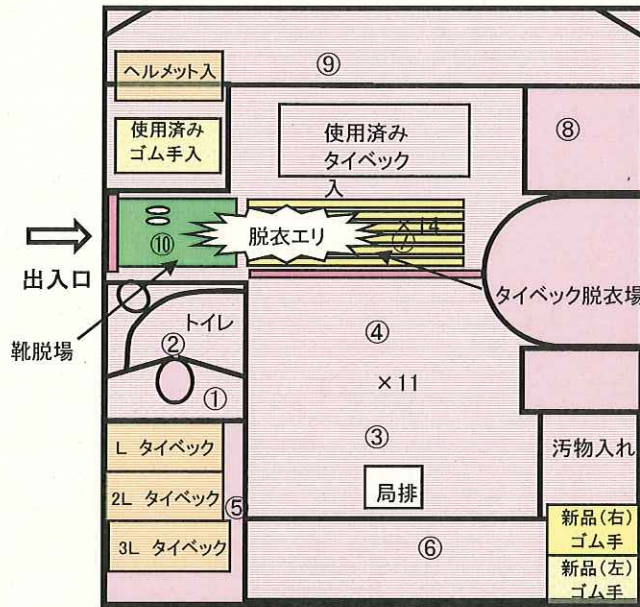 ⑨
ヘルメット入
使用済み
ゴム手入
使用済み
タイベック
入
⑧
⑩
脱衣エリ
×14
⑦
出入口
タイベック脱衣場
靴脱場
トイレ
②
①
④
×11
③
局排
L タイベック
2L タイベック
3L タイベック
⑤
⑥
汚物入れ
新品(右)
ゴム手
新品(左)
ゴム手